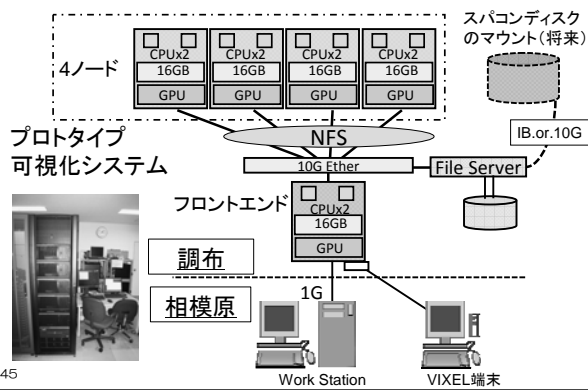 スパコンディスク
のマウント(将来)
4ノード
CPUx2
16GB
GPU
CPUx2
16GB
GPU
CPUx2
16GB
GPU
CPUx2
16GB
GPU
IB.or.10G
プロトタイプ
可視化システム
NFS
10G Ether
File Server
フロントエンド
CPUx2
16GB
GPU
調布
相模原
1G
Work Station
VIXEL端末
45